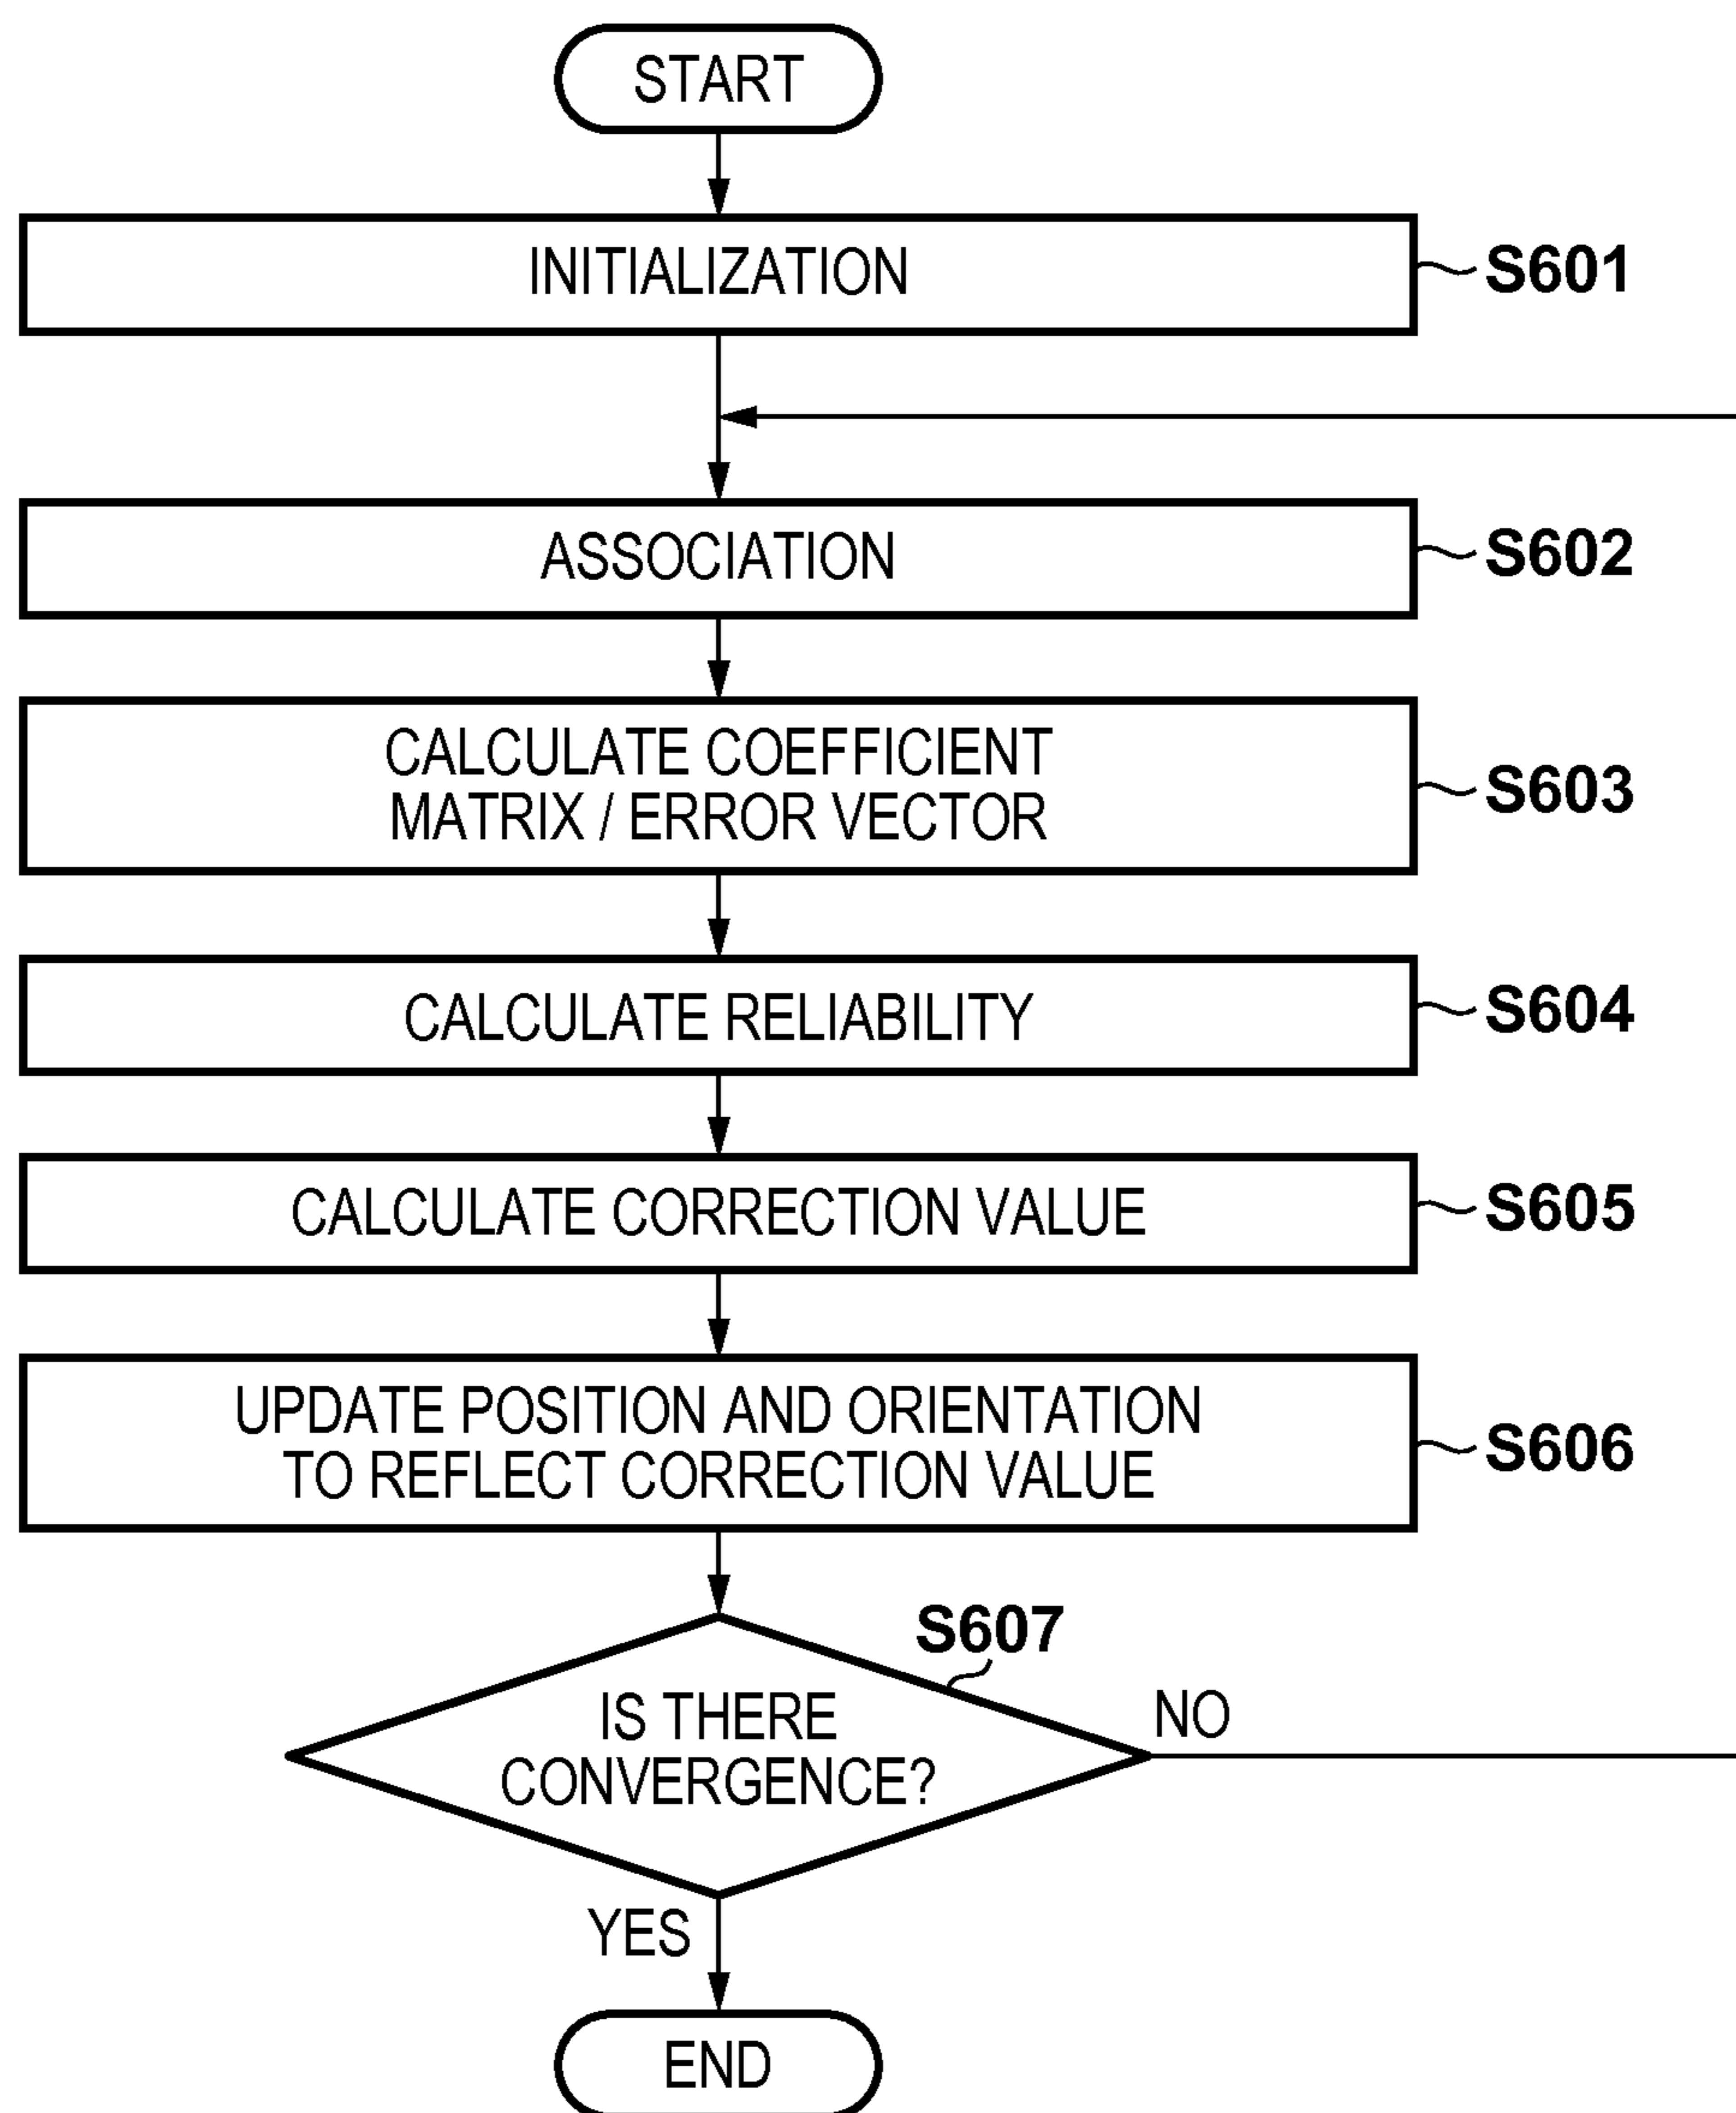 START
INITIALIZATION
S601
ASSOCIATION
S602
CALCULATE COEFFICIENT
MATRIX / ERROR VECTOR
S603
CALCULATE RELIABILITY
S604
CALCULATE CORRECTION VALUE
S605
UPDATE POSITION AND ORIENTATION
TO REFLECT CORRECTION VALUE
S606
S607
IS THERE
CONVERGENCE?
NO
YES
END